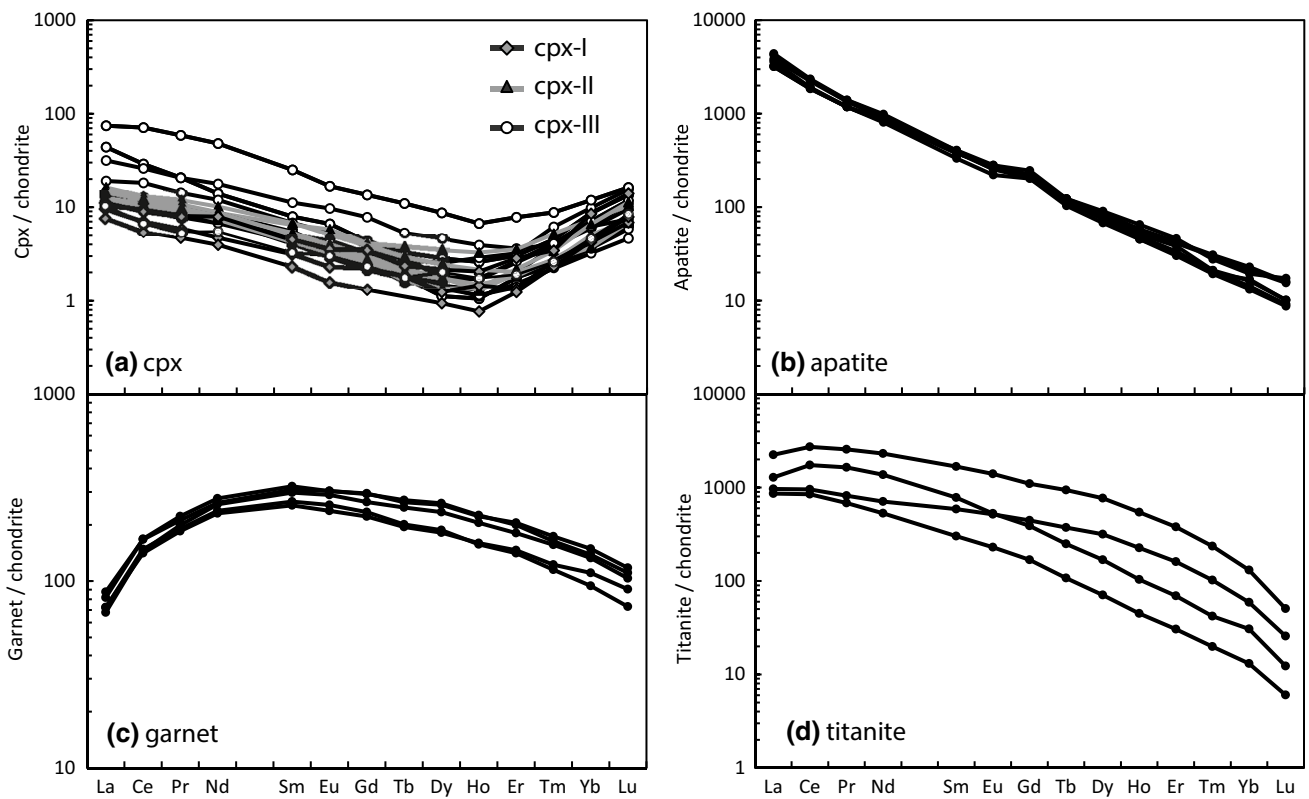 1000
100
10
1
Cpx / chondrite
cpx-I
cpx-II
cpx-III
(a) cpx
10000
1000
100
10
Apatite / chondrite
(b) apatite
1000
100
10
Garnet / chondrite
(c) garnet
La Ce Pr Nd Sm Eu Gd Tb Dy Ho Er Tm Yb Lu
10000
1000
100
10
1
Titanite / chondrite
(d) titanite
La Ce Pr Nd Sm Eu Gd Tb Dy Ho Er Tm Yb Lu